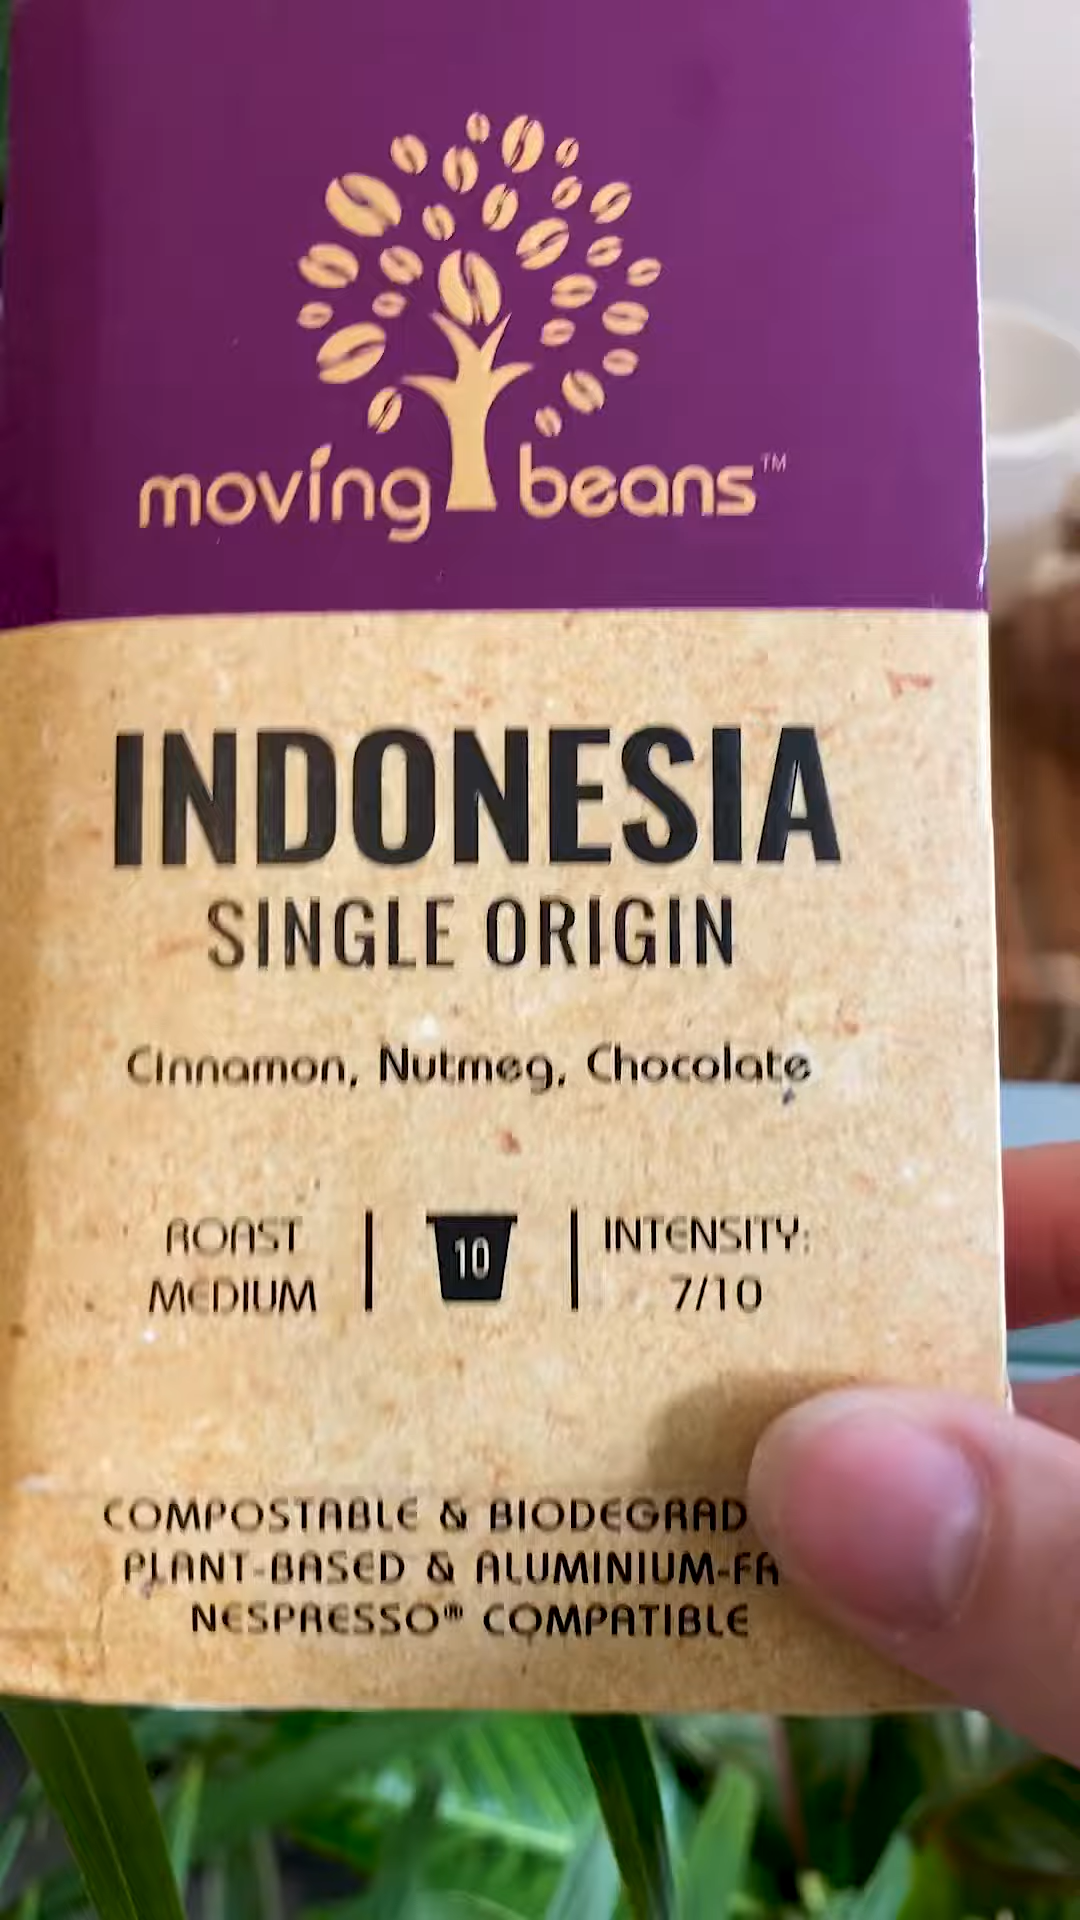 moving beans™
INDONESIA
SINGLE ORIGIN
Cinnamon, Nutmeg, Chocolate
ROAST
MEDIUM
10
INTENSITY:
7/10
COMPOSTABLE & BIODEGRAD
PLANT-BASED & ALUMINIUM-FR
NESPRESSO® COMPATIBLE